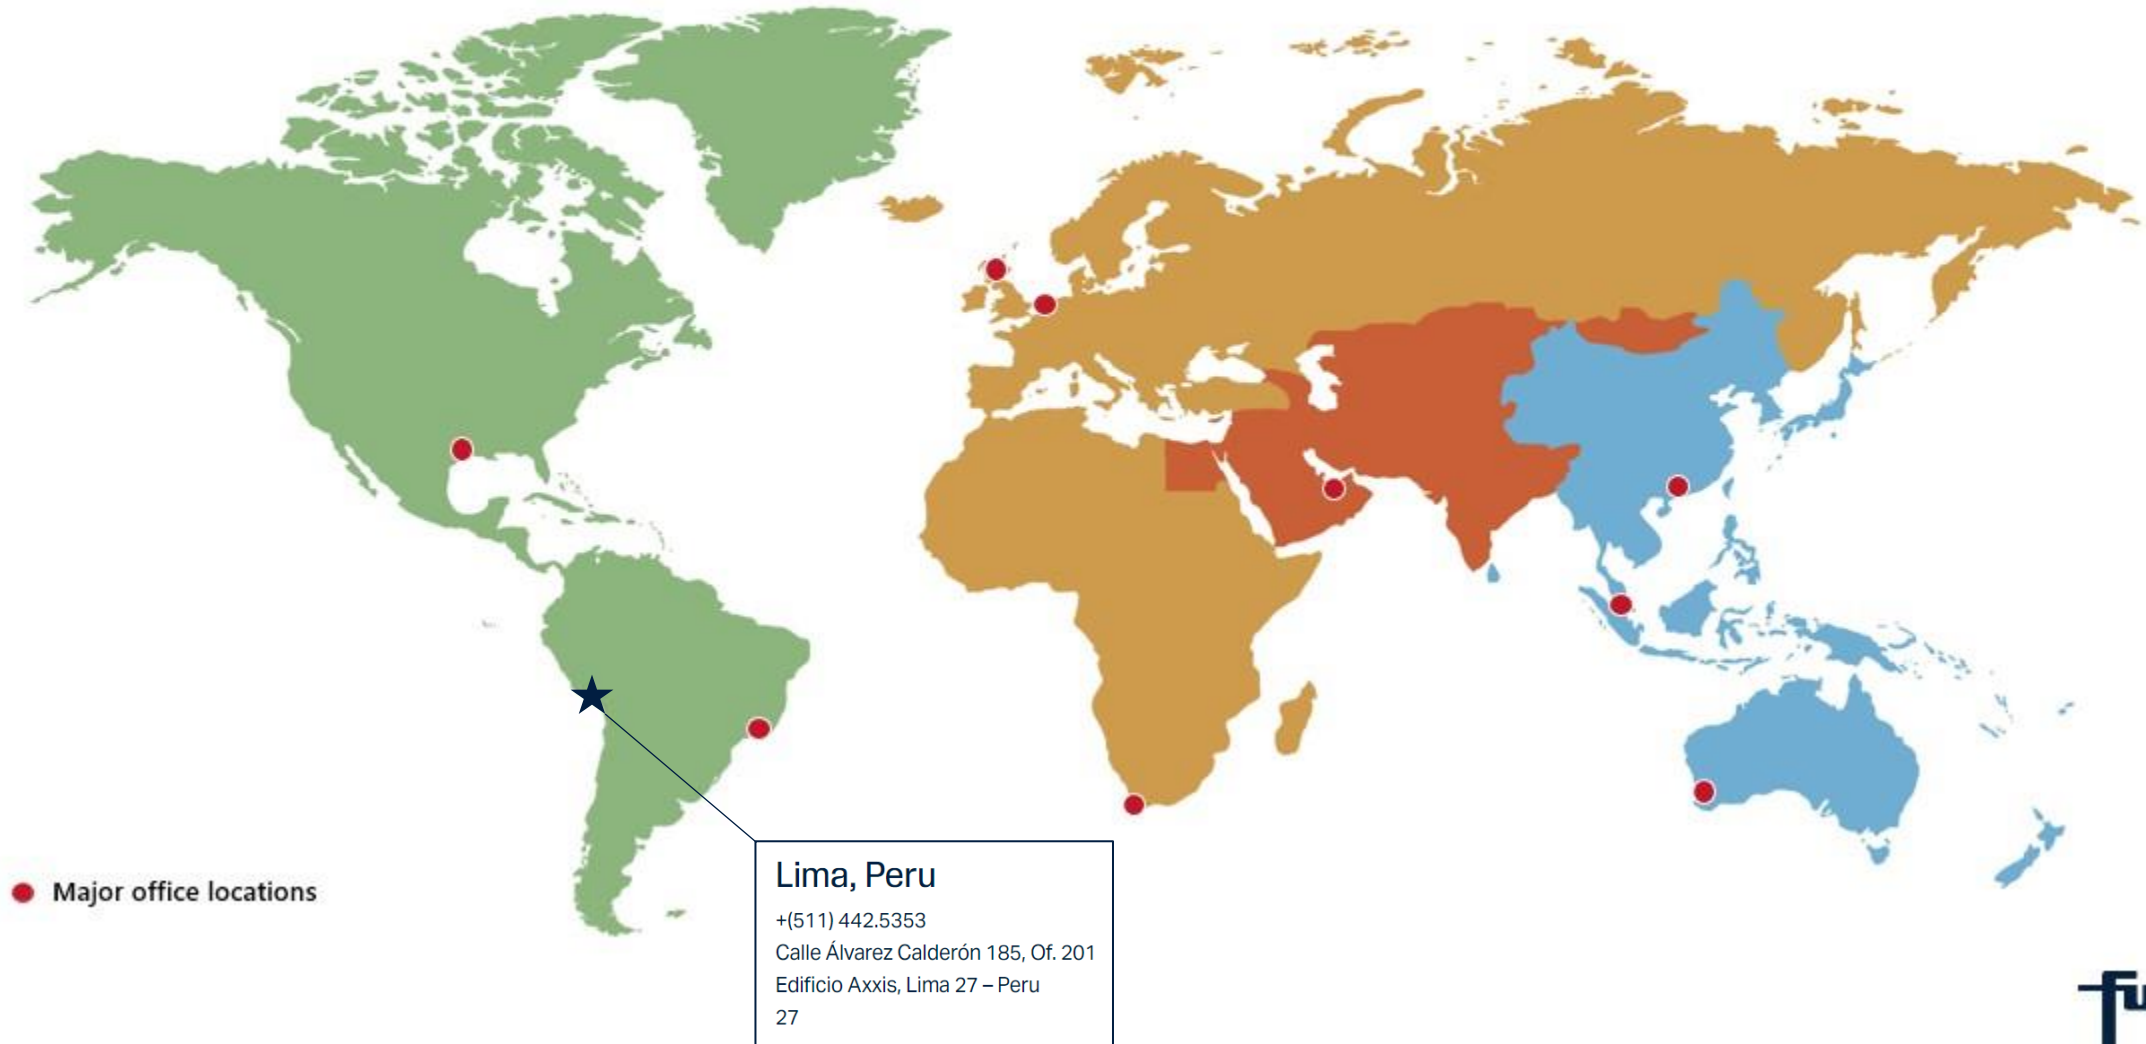 Major office locations
Lima, Peru
+(511) 442.5353
Calle Álvarez Calderón 185, Of. 201
Edificio Axxis, Lima 27 – Peru
27